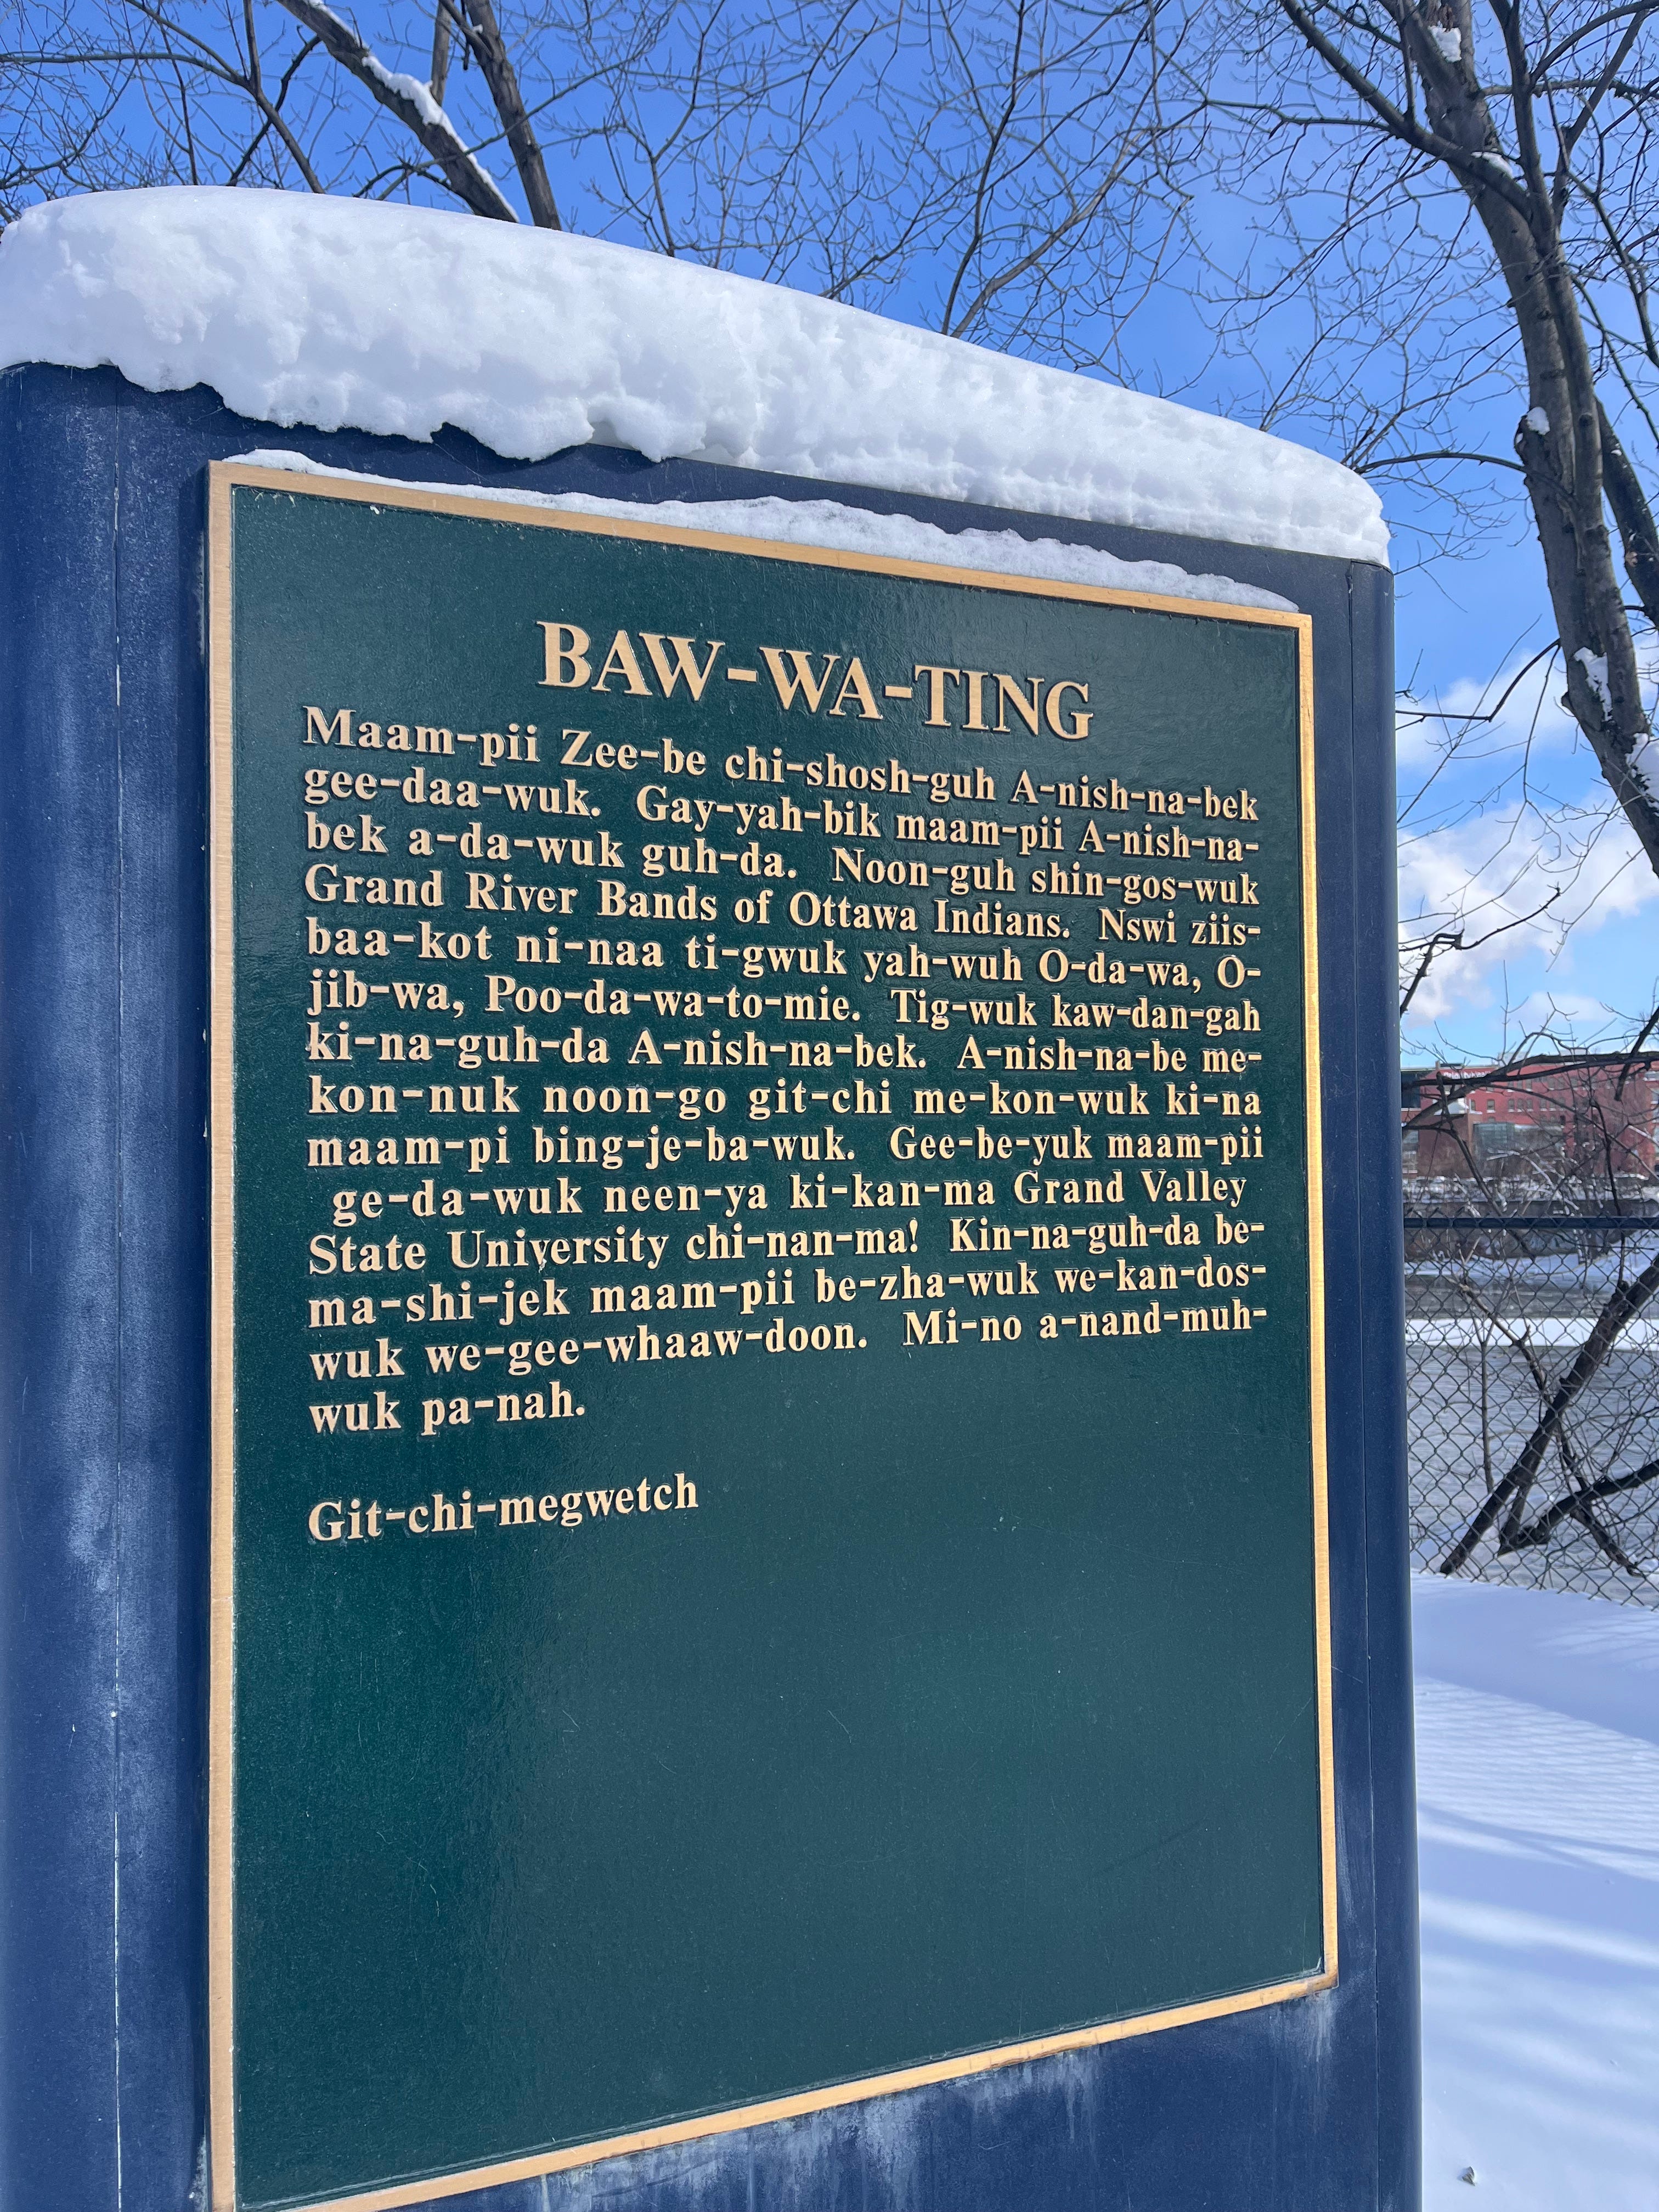 BAW-WA-TING
Maam-pii Zee-be chi-shosh-guh A-nish-na-bek
gee-daa-wuk. Gay-yah-bik maam-pii A-nish-na-
bek a-da-wuk guh-da. Noon-guh shin-gos-wuk
Grand River Bands of Ottawa Indians. Nswi ziis-
baa-kot ni-naa ti-gwuk yah-wuh O-da-wa, O-
jib-wa, Poo-da-wa-to-mie. Tig-wuk kaw-dan-gah
ki-na-guh-da A-nish-na-bek. A-nish-na-be me-
kon-nuk noon-go git-chi me-kon-wuk ki-na
maam-pi bing-je-ba-wuk. Gee-be-yuk maam-pii
ge-da-wuk neen-ya ki-kan-ma Grand Valley
State University chi-nan-ma! Kin-na-guh-da be-
ma-shi-jek maam-pii be-zha-wuk we-kan-dos-
wuk we-gee-whaaw-doon. Mi-no a-nand-muh-
wuk pa-nah.
Git-chi-megwetch